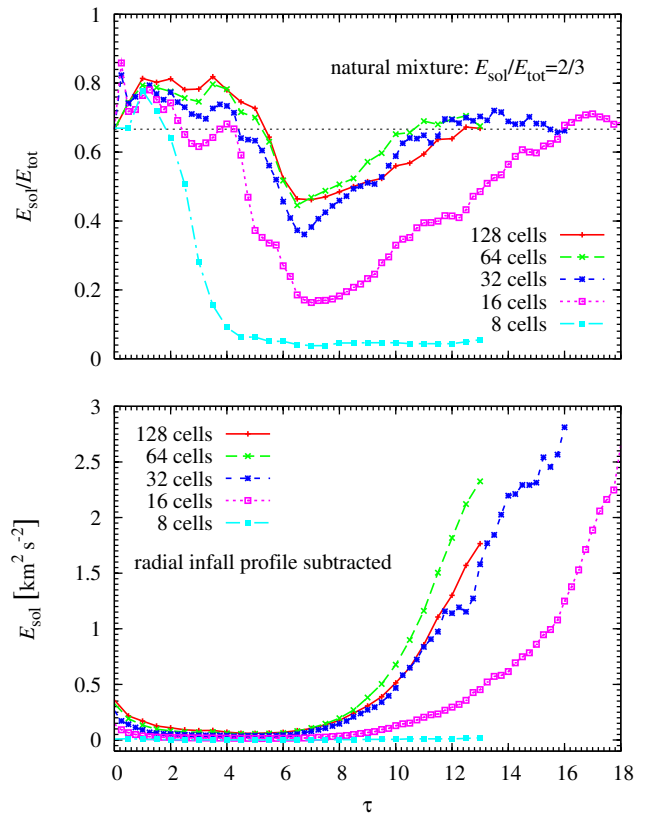 1
0.8
0.6
0.4
0.2
0
E_sol/E_tot
natural mixture: E_sol/E_tot=2/3
128 cells
64 cells
32 cells
16 cells
8 cells
3
2.5
2
1.5
1
0.5
0
E_sol [km² s⁻²]
128 cells
64 cells
32 cells
16 cells
8 cells
radial infall profile subtracted
0 2 4 6 8 10 12 14 16 18
τ